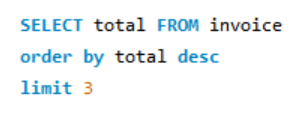 SELECT total FROM invoice
order by total desc
limit 3